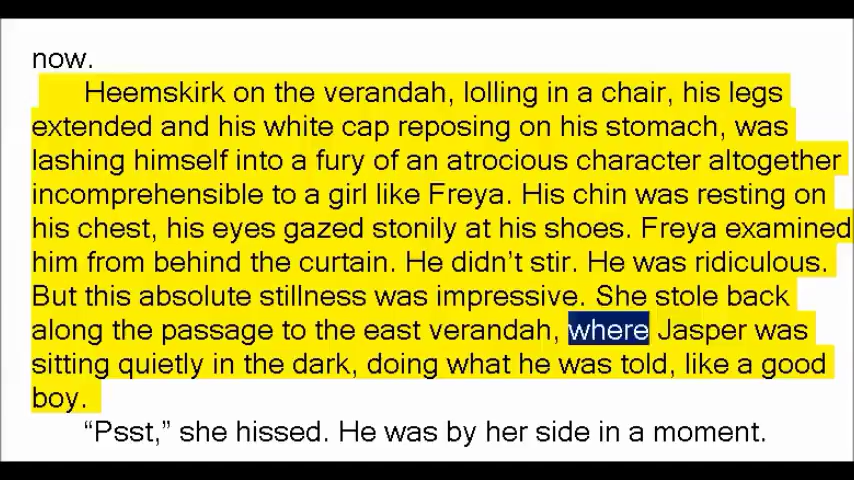 now.
Heemskirk on the verandah, lolling in a chair, his legs
extended and his white cap reposing on his stomach, was
lashing himself into a fury of an atrocious character altogether
incomprehensible to a girl like Freya. His chin was resting on
his chest, his eyes gazed stonily at his shoes. Freya examined
him from behind the curtain. He didn’t stir. He was ridiculous.
But this absolute stillness was impressive. She stole back
along the passage to the east verandah, where Jasper was
sitting quietly in the dark, doing what he was told, like a good
boy.
“Psst,” she hissed. He was by her side in a moment.